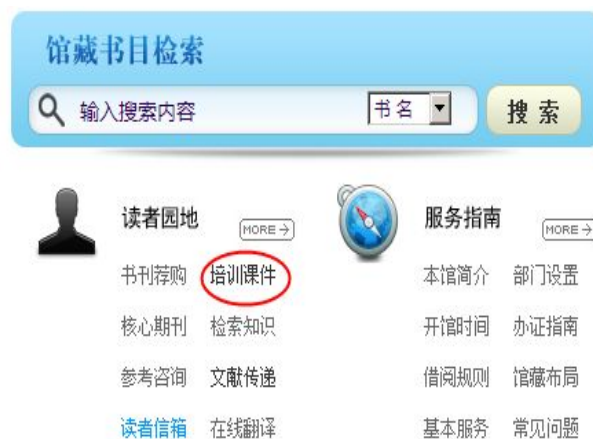 馆藏书目检索
输入搜索内容 书名 搜索
读者园地 MORE → 服务指南 MORE →
书刊荐购 培训课件 本馆简介 部门设置
核心期刊 检索知识 开馆时间 办证指南
参考咨询 文献传递 借阅规则 馆藏布局
读者信箱 在线翻译 基本服务 常见问题